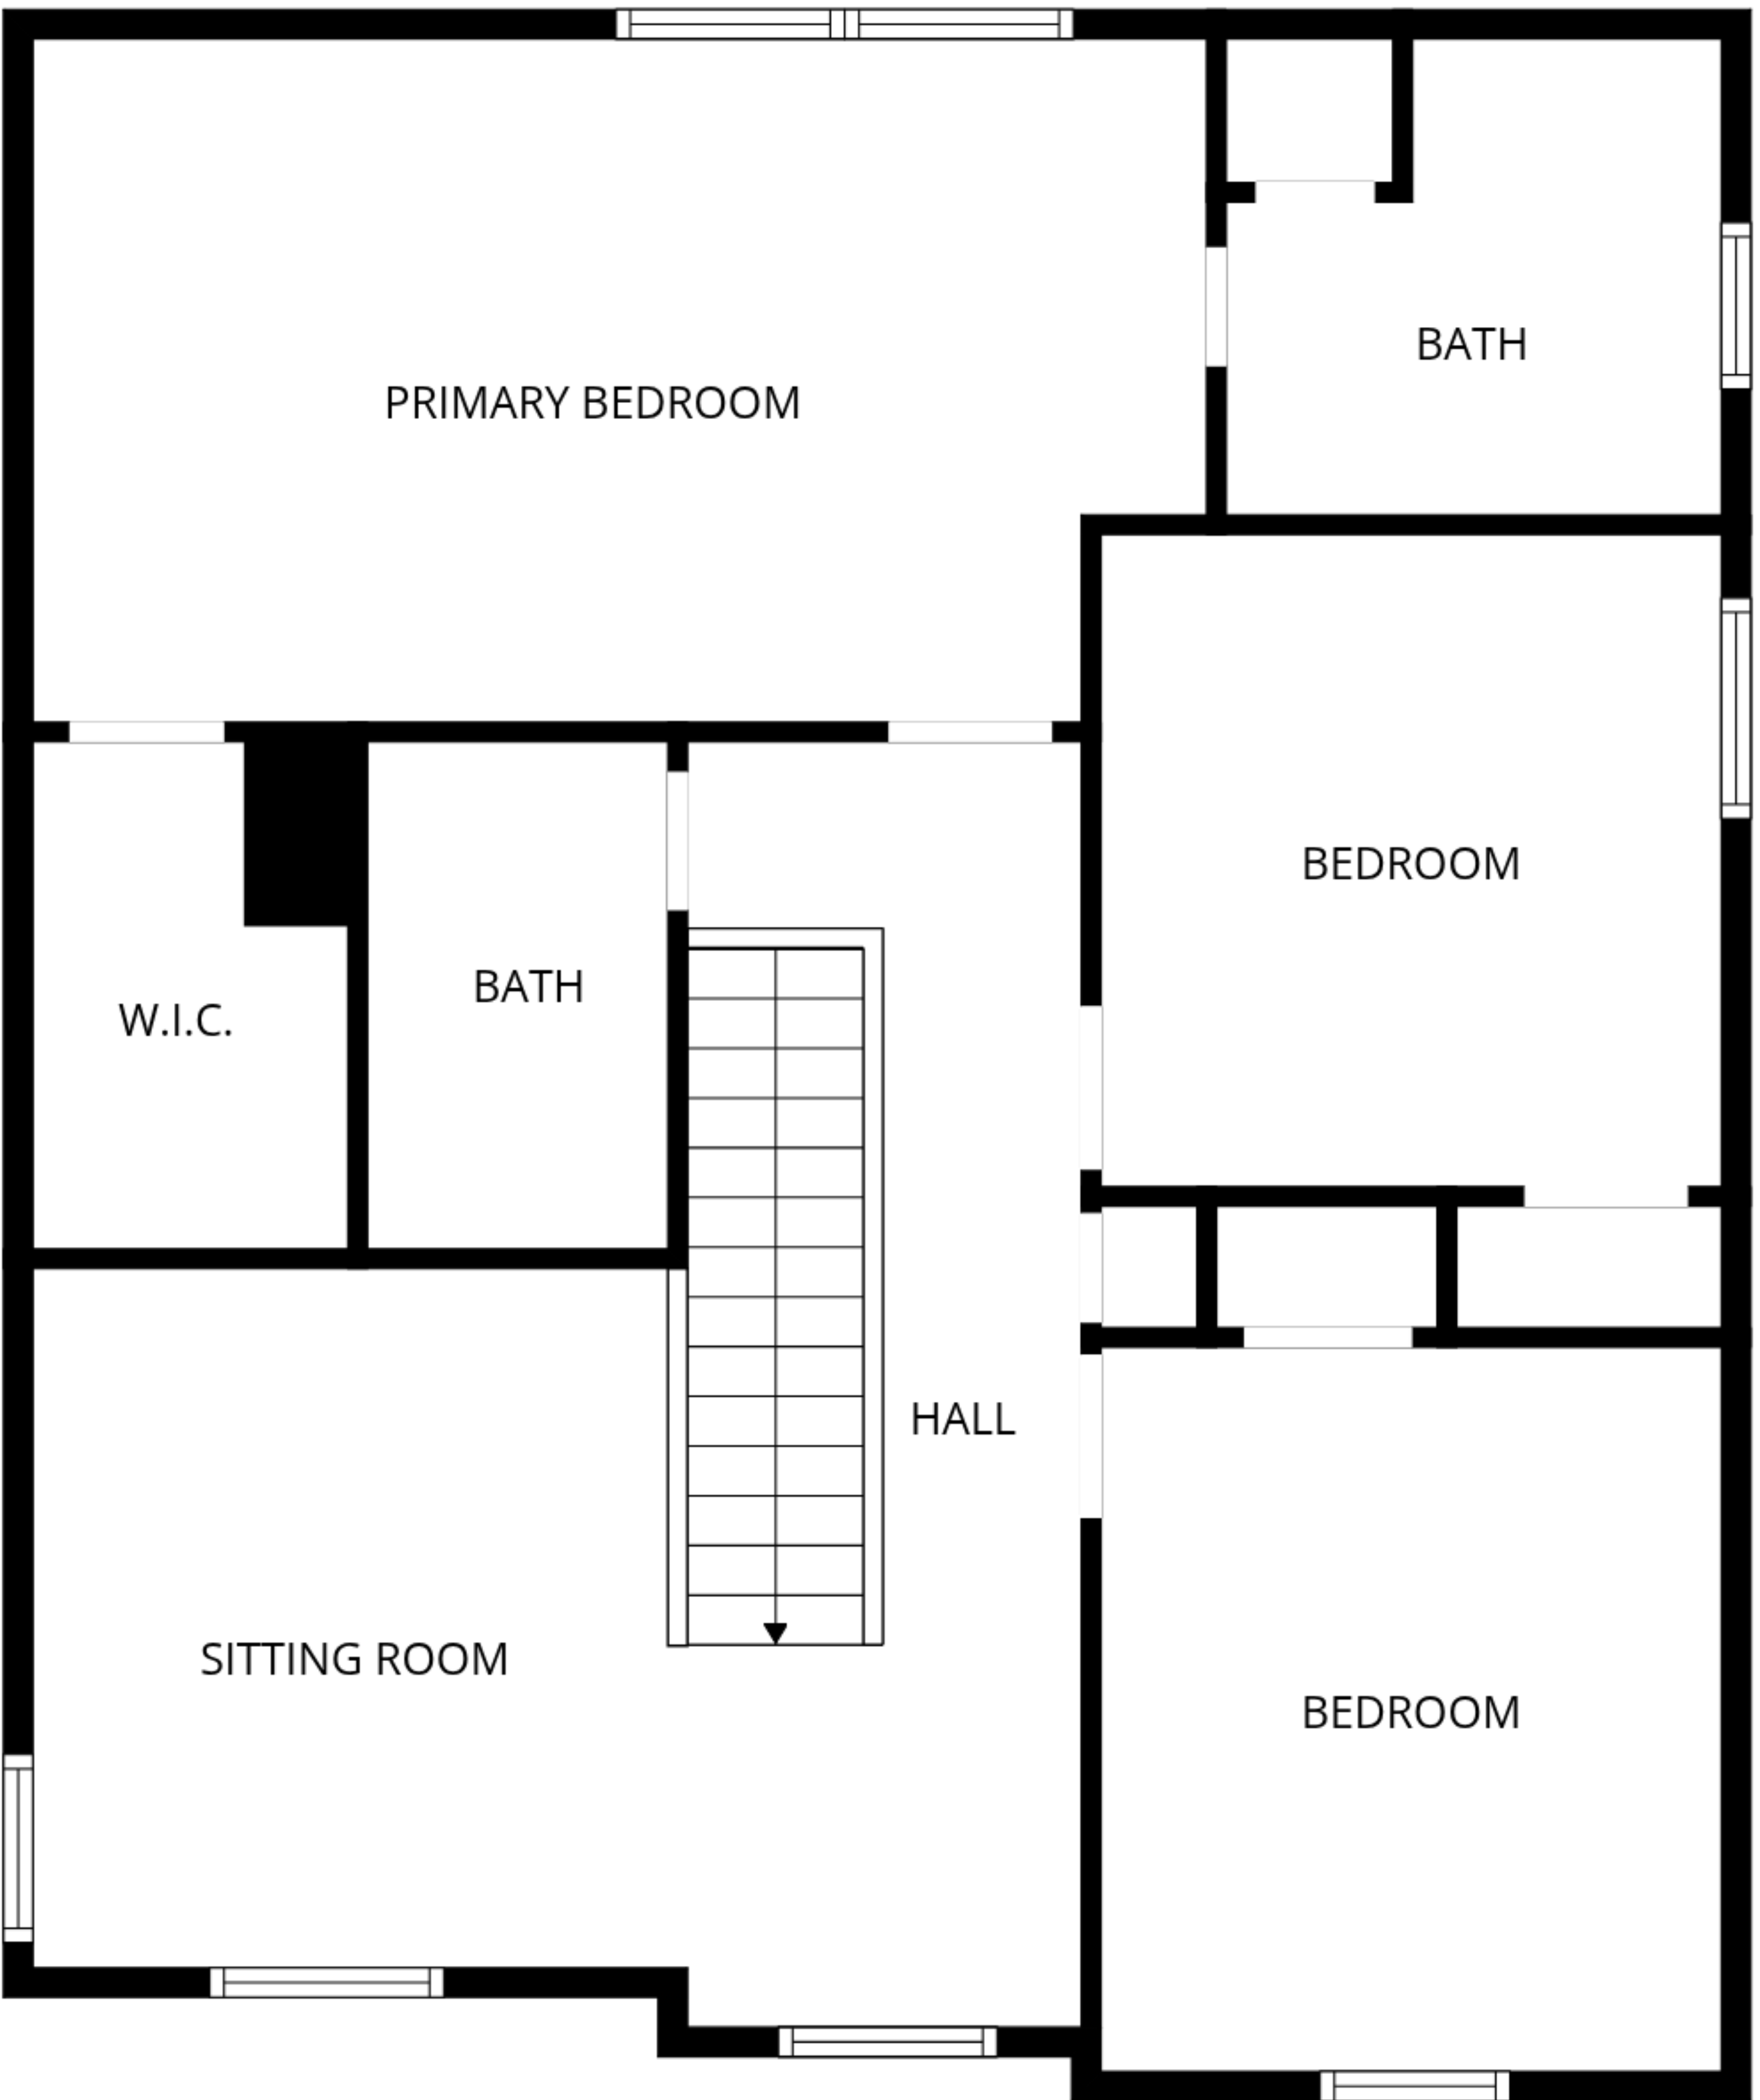 BATH
PRIMARY BEDROOM
BEDROOM
BATH
W.I.C.
HALL
SITTING ROOM
BEDROOM